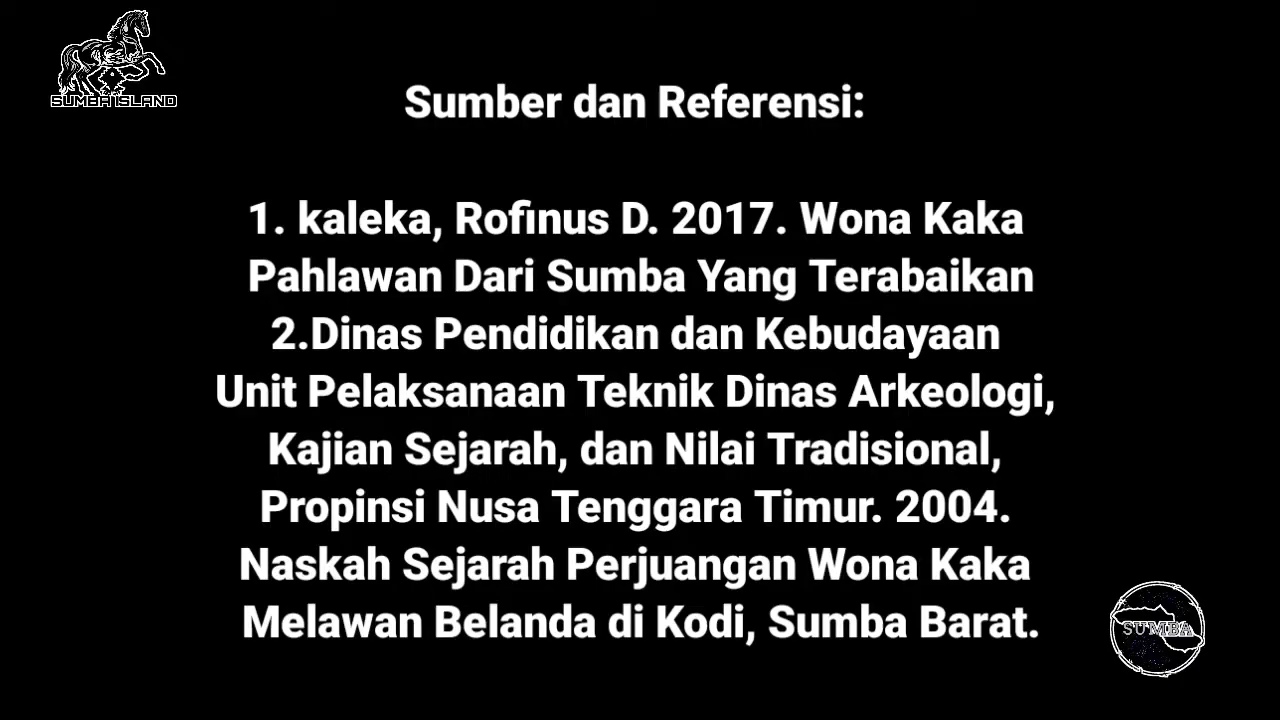 SUMBA ISLAND
Sumber dan Referensi:
1. kaleka, Rofinus D. 2017. Wona Kaka
Pahlawan Dari Sumba Yang Terabaikan
2.Dinas Pendidikan dan Kebudayaan
Unit Pelaksanaan Teknik Dinas Arkeologi,
Kajian Sejarah, dan Nilai Tradisional,
Propinsi Nusa Tenggara Timur. 2004.
Naskah Sejarah Perjuangan Wona Kaka
Melawan Belanda di Kodi, Sumba Barat.
SUMBA